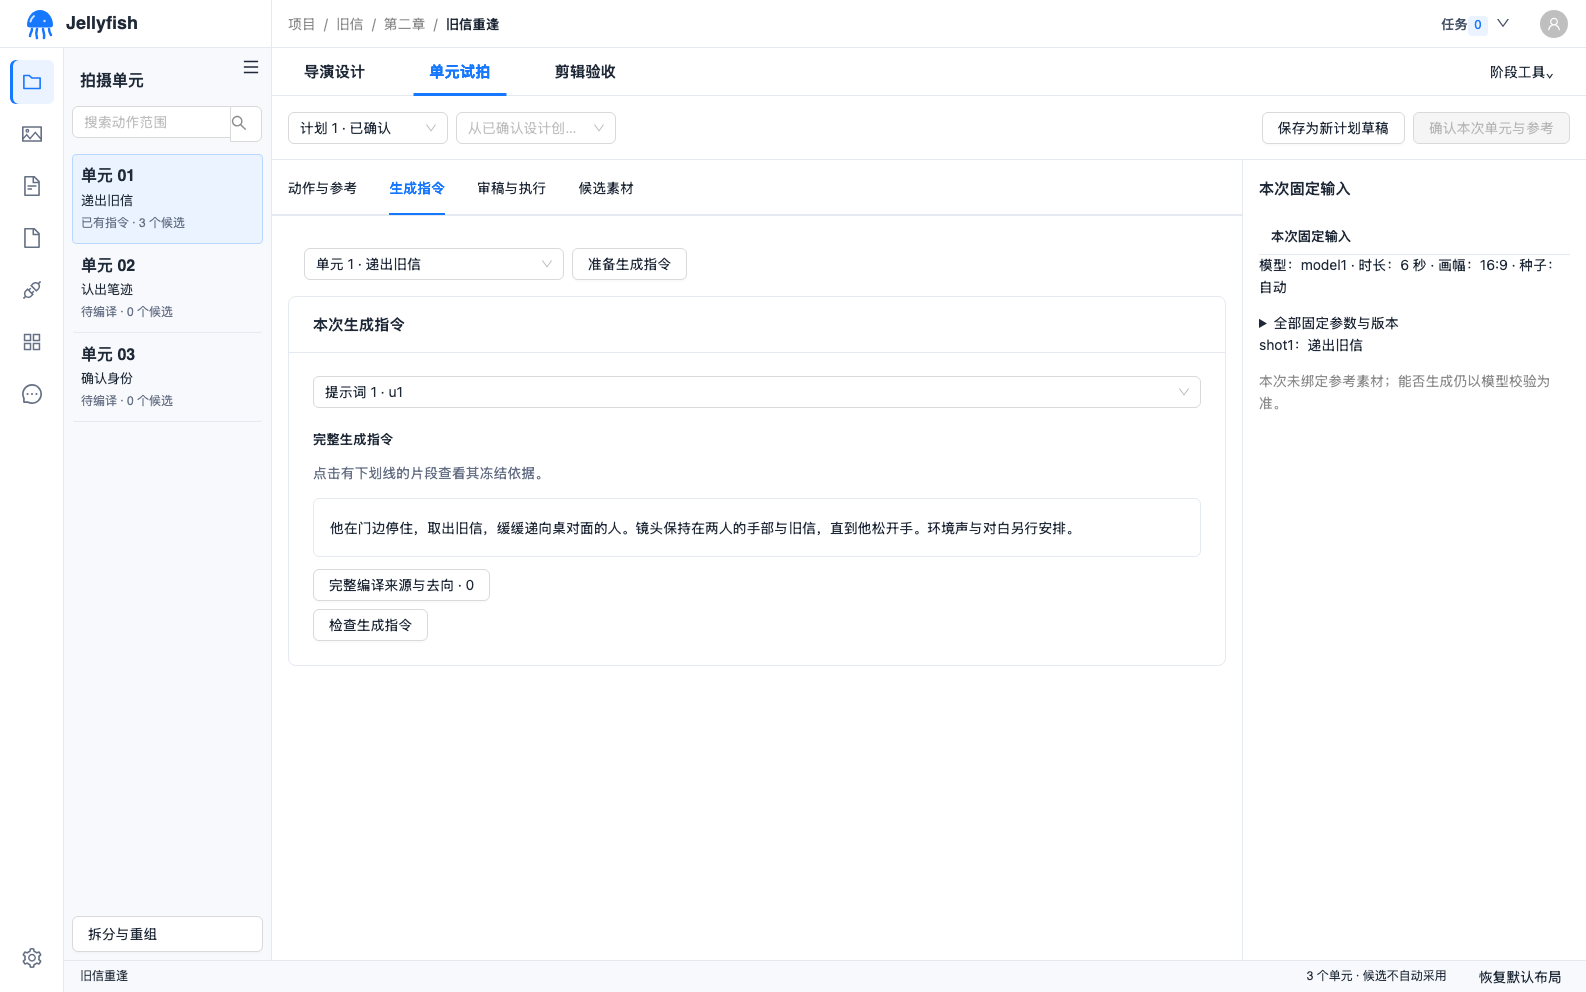 Jellyfish
项目 / 旧信 / 第二章 / 旧信重逢
任务 0
拍摄单元
搜索动作范围
单元 01
递出旧信
已有指令 · 3 个候选
单元 02
认出笔迹
待编译 · 0 个候选
单元 03
确认身份
待编译 · 0 个候选
拆分与重组
导演设计
单元试拍
剪辑验收
阶段工具
计划 1 · 已确认
从已确认设计创...
保存为新计划草稿
确认本次单元与参考
动作与参考
生成指令
审稿与执行
候选素材
单元 1 · 递出旧信
准备生成指令
本次生成指令
提示词 1 · u1
完整生成指令
点击有下划线的片段查看其冻结依据。
他在门边停住，取出旧信，缓缓递向桌对面的人。镜头保持在两人的手部与旧信，直到他松开手。环境声与对白另行安排。
完整编译来源与去向 · 0
检查生成指令
本次固定输入
本次固定输入
模型：model1 · 时长：6 秒 · 画幅：16:9 · 种子：
自动
全部固定参数与版本
shot1：递出旧信
本次未绑定参考素材；能否生成仍以模型校验为
准。
旧信重逢
3 个单元 · 候选不自动采用
恢复默认布局